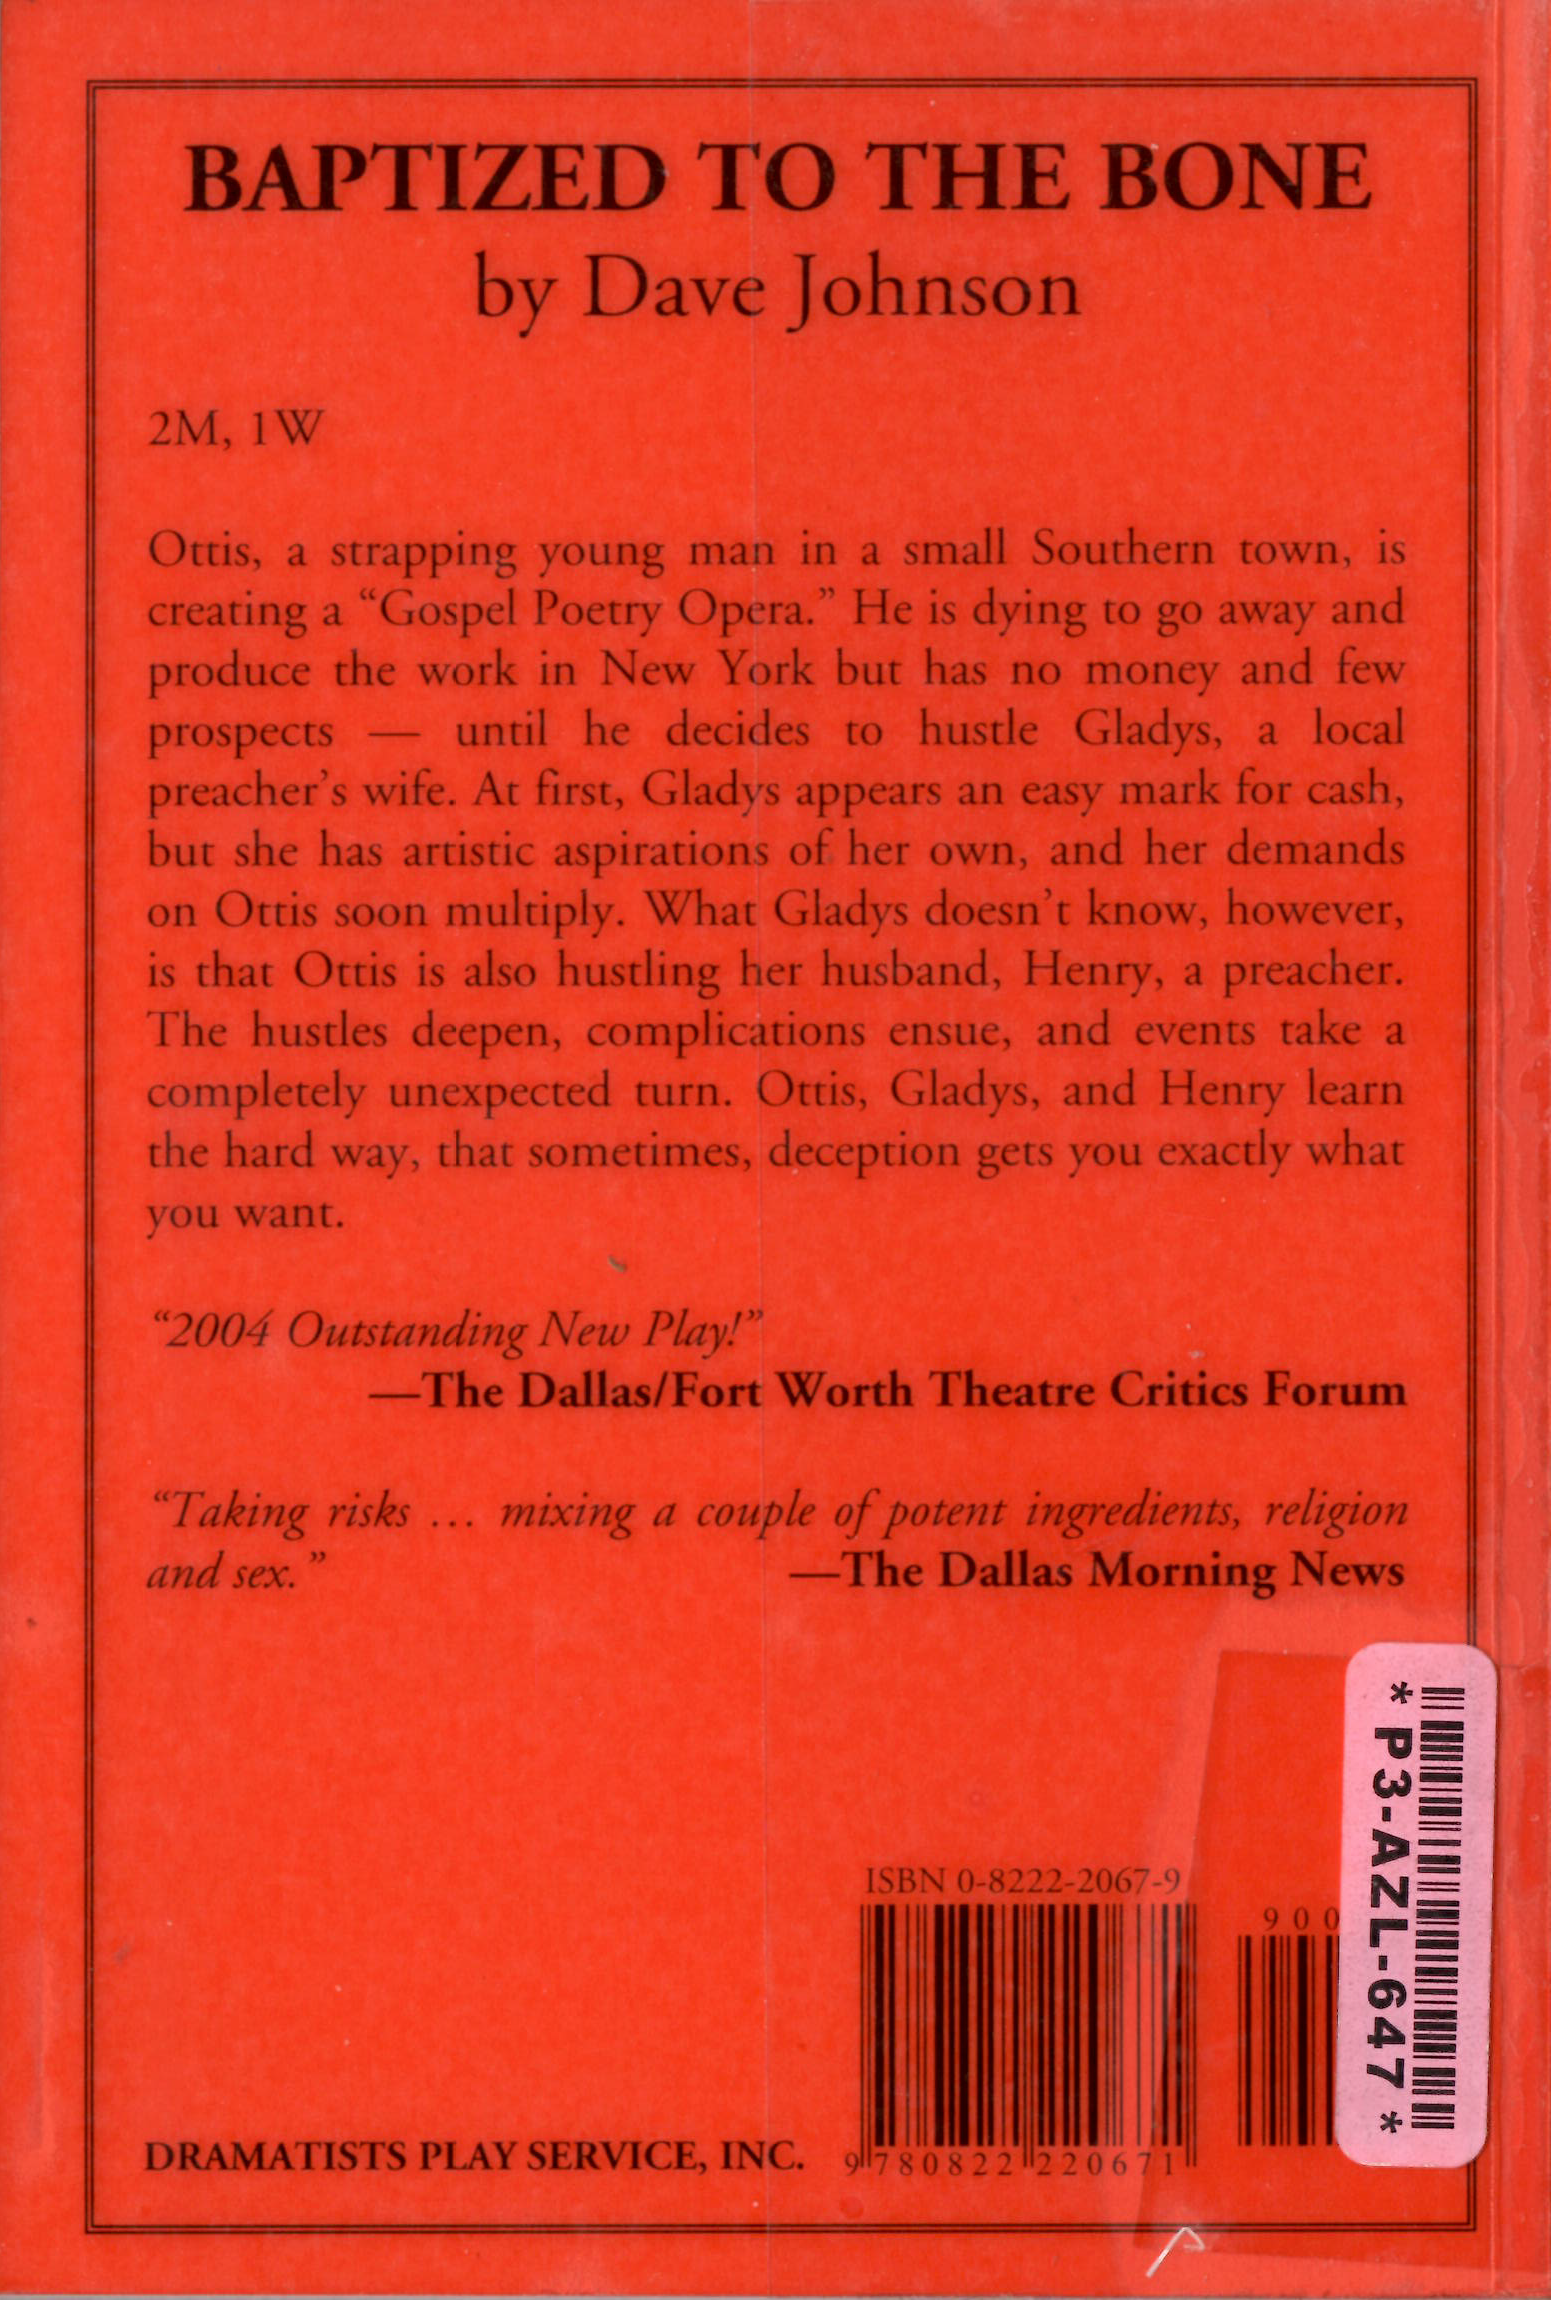 BAPTIZED TO THE BONE
by Dave Johnson
2M, 1W
Ottis, a strapping young man in a small Southern town, is
creating a “Gospel Poetry Opera.” He is dying to go away and
produce the work in New York but has no money and few
prospects — until he decides to hustle Gladys, a local
preacher’s wife. At first, Gladys appears an easy mark for cash,
but she has artistic aspirations of her own, and her demands
on Ottis soon multiply. What Gladys doesn’t know, however,
is that Ottis is also hustling her husband, Henry, a preacher.
The hustles deepen, complications ensue, and events take a
completely unexpected turn. Ottis, Gladys, and Henry learn
the hard way, that sometimes, deception gets you exactly what
you want.
“2004 Outstanding New Play!”
—The Dallas/Fort Worth Theatre Critics Forum
“Taking risks ... mixing a couple of potent ingredients, religion
and sex.” —The Dallas Morning News
* P3-AZL-647 *
ISBN 0-8222-2067-9
900
9 780822 220671
DRAMATISTS PLAY SERVICE, INC.